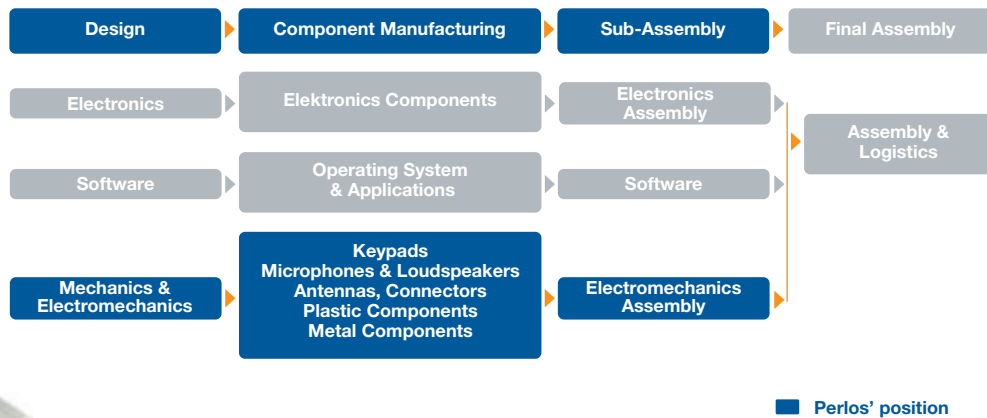 Design
Component Manufacturing
Sub-Assembly
Final Assembly
Electronics
Elektronics Components
Electronics
Assembly
Assembly &
Logistics
Software
Operating System
& Applications
Software
Mechanics &
Electromechanics
Keypads
Microphones & Loudspeakers
Antennas, Connectors
Plastic Components
Metal Components
Electromechanics
Assembly
Perlos’ position